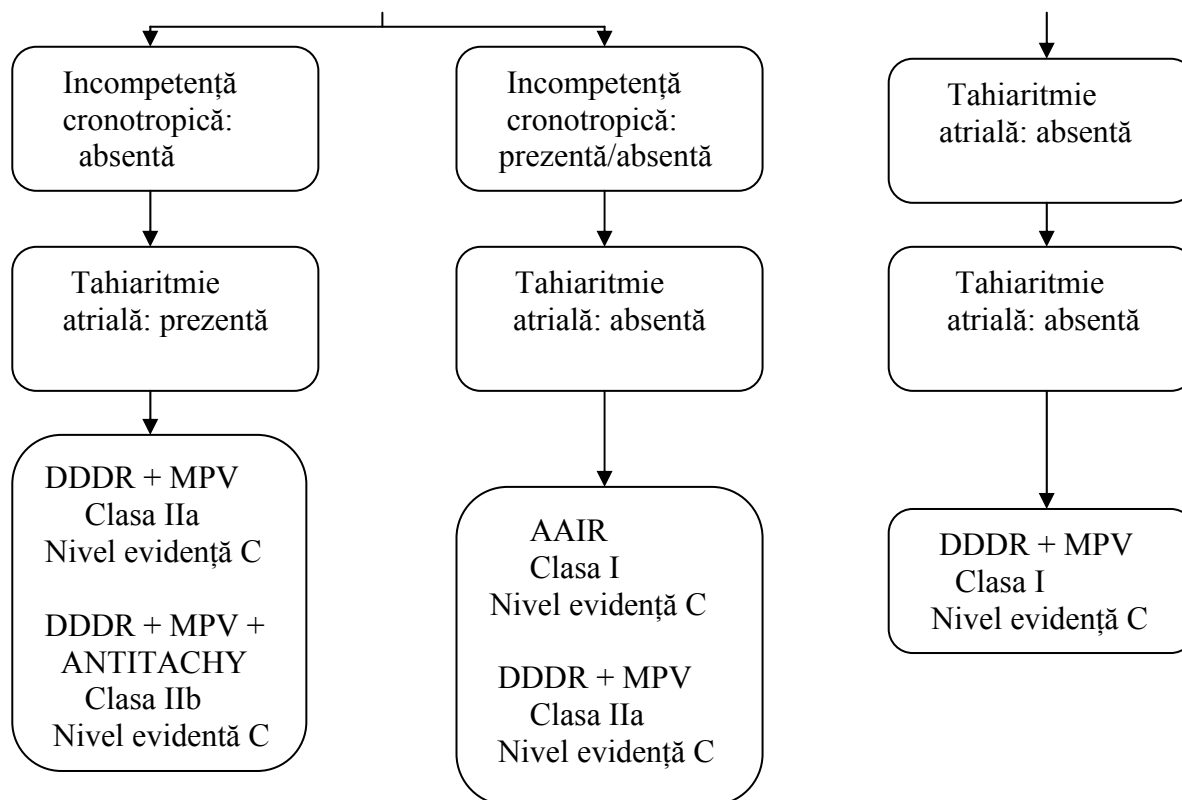 Incompetență
cronotropică:
absentă
Tahiaritmie
atrială: prezentă
DDDR + MPV
Clasa IIa
Nivel evidență C
DDDR + MPV +
ANTITACHY
Clasa IIb
Nivel evidentă C
Incompetență
cronotropică:
prezentă/absentă
Tahiaritmie
atrială: absentă
AAIR
Clasa I
Nivel evidență C
DDDR + MPV
Clasa IIa
Nivel evidență C
Tahiaritmie
atrială: absentă
Tahiaritmie
atrială: absentă
DDDR + MPV
Clasa I
Nivel evidență C